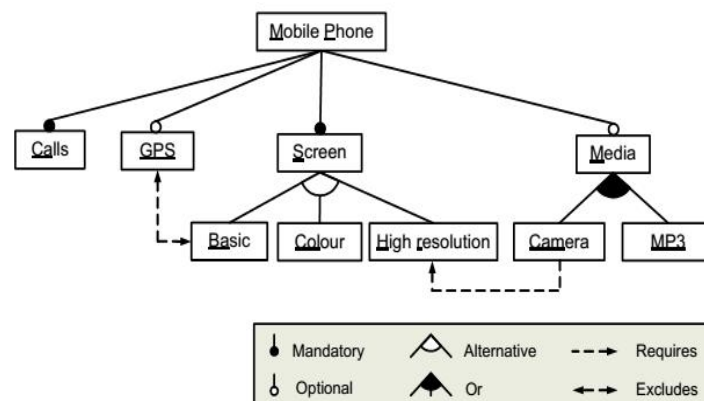 Mobile Phone
Calls
GPS
Screen
Media
Basic
Colour
High resolution
Camera
MP3
Mandatory
Alternative
Requires
Optional
Or
Excludes